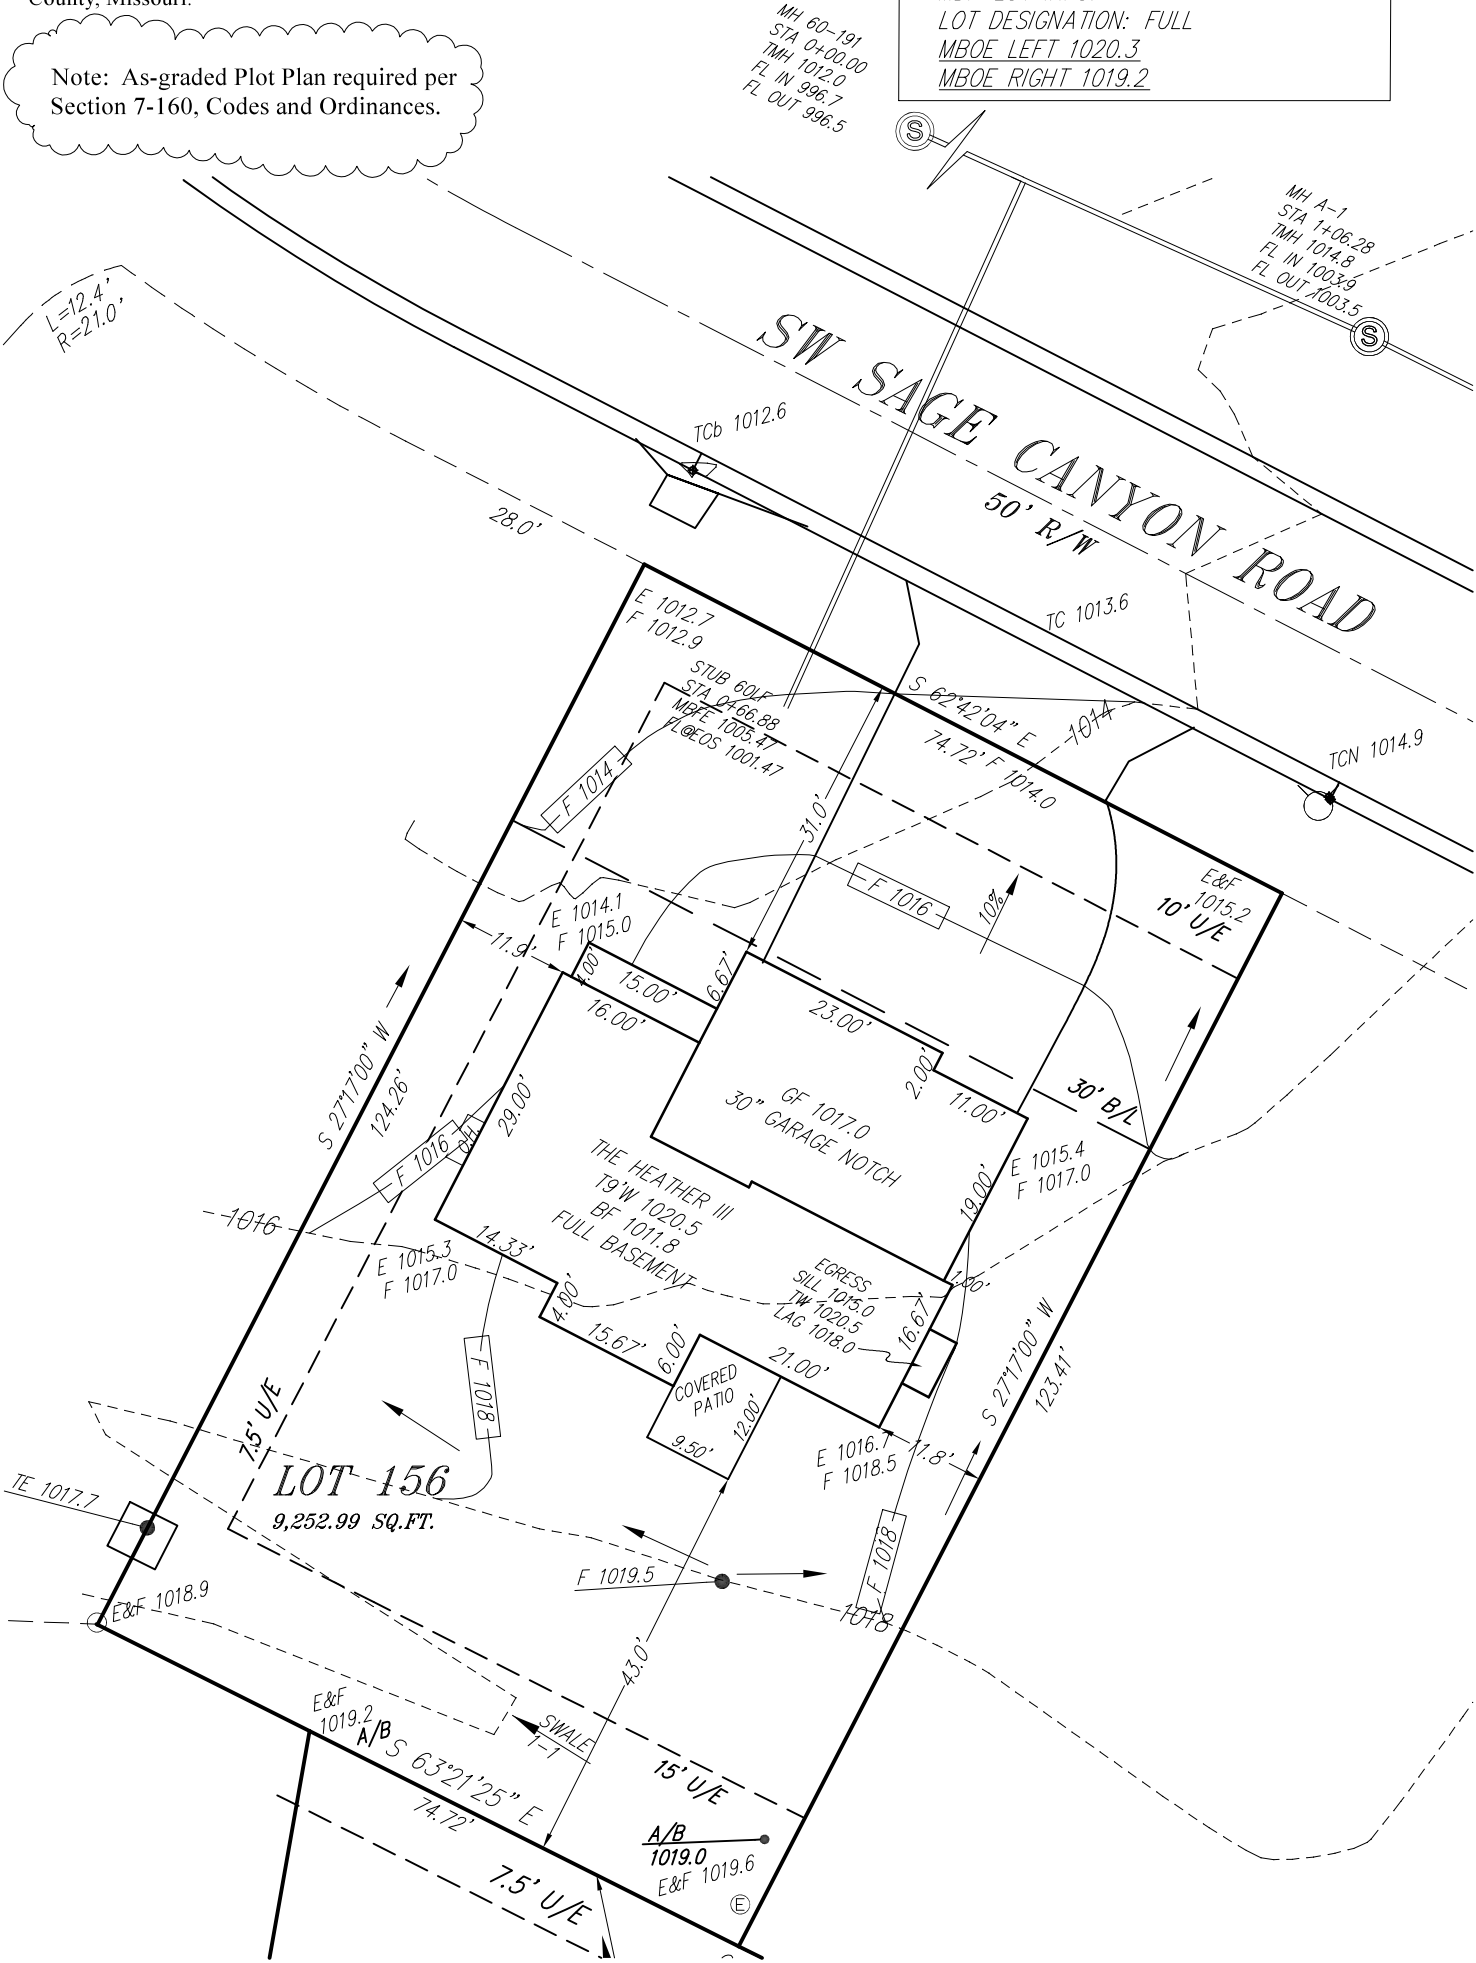 County, Missouri.
Note: As-graded Plot Plan required per
Section 7-160, Codes and Ordinances.
MH 60-191
STA 0+00.00
TMH 1012.0
FL IN 996.7
FL OUT 996.5
LOT DESIGNATION: FULL
MBOE LEFT 1020.3
MBOE RIGHT 1019.2
S
MH A-1
STA 1+06.28
TMH 1014.8
FL IN 1003.9
FL OUT 1003.5
S
L=12.4'
R=21.0'
SW SAGE CANYON ROAD
50' R/W
TCb 1012.6
28.0'
TC 1013.6
TCN 1014.9
E 1012.7
F 1012.9
STUB 60LF
STA 0+66.88
MBFE 1005.47
FL@EOS 1001.47
S 62°42'04" E
74.72'
F 1014.0
1014
F 1014
31.0'
F 1016
10%
E&F
1015.2
10' U/E
E 1014.1
F 1015.0
11.9'
4.00'
15.00'
6.67'
16.00'
23.00'
2.00'
11.00'
30' B/L
S 27°17'00" W
124.26'
29.00'
GF 1017.0
30" GARAGE NOTCH
O.H.
F 1016
THE HEATHER III
T9'W 1020.5
BF 1011.8
FULL BASEMENT
E 1015.4
F 1017.0
19.00'
1016
14.33'
E 1015.3
F 1017.0
4.00'
15.67'
6.00'
EGRESS
SILL 1015.0
TW 1020.5
LAG 1018.0
1.00'
16.67'
21.00'
COVERED
PATIO
12.00'
9.50'
S 27°17'00" W
123.41'
F 1018
7.5' U/E
E 1016.7
F 1018.5
11.8'
LOT 156
9,252.99 SQ.FT.
TE 1017.7
F 1019.5
F 1018
1018
E&F 1018.9
43.0'
E&F
1019.2
A/B
SWALE
1-1
S 63°21'25" E
74.72'
15' U/E
A/B
1019.0
E&F 1019.6
7.5' U/E
E